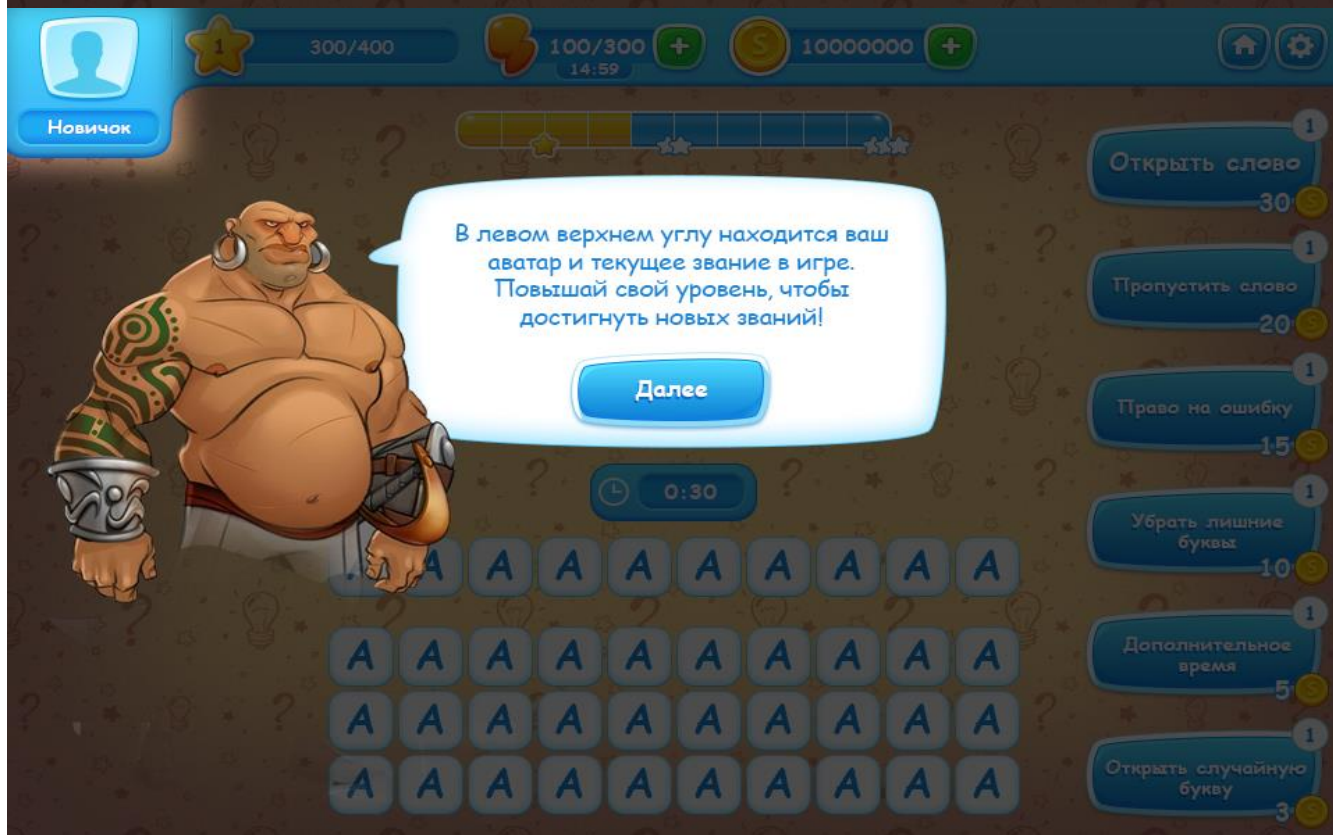 1
300/400
100/300
14:59
S
10000000
Новичок
1
Открыть слово
30
В левом верхнем углу находится ваш
аватар и текущее звание в игре.
Повышай свой уровень, чтобы
достигнуть новых званий!
Далее
1
Пропустить слово
20
1
Право на ошибку
15
0:30
1
Убрать лишние
буквы
10
А А А А А А А А А
1
Дополнительное
время
5
А А А А А А А А А А
А А А А А А А А А А
1
Открыть случайную
букву
3
А А А А А А А А А А